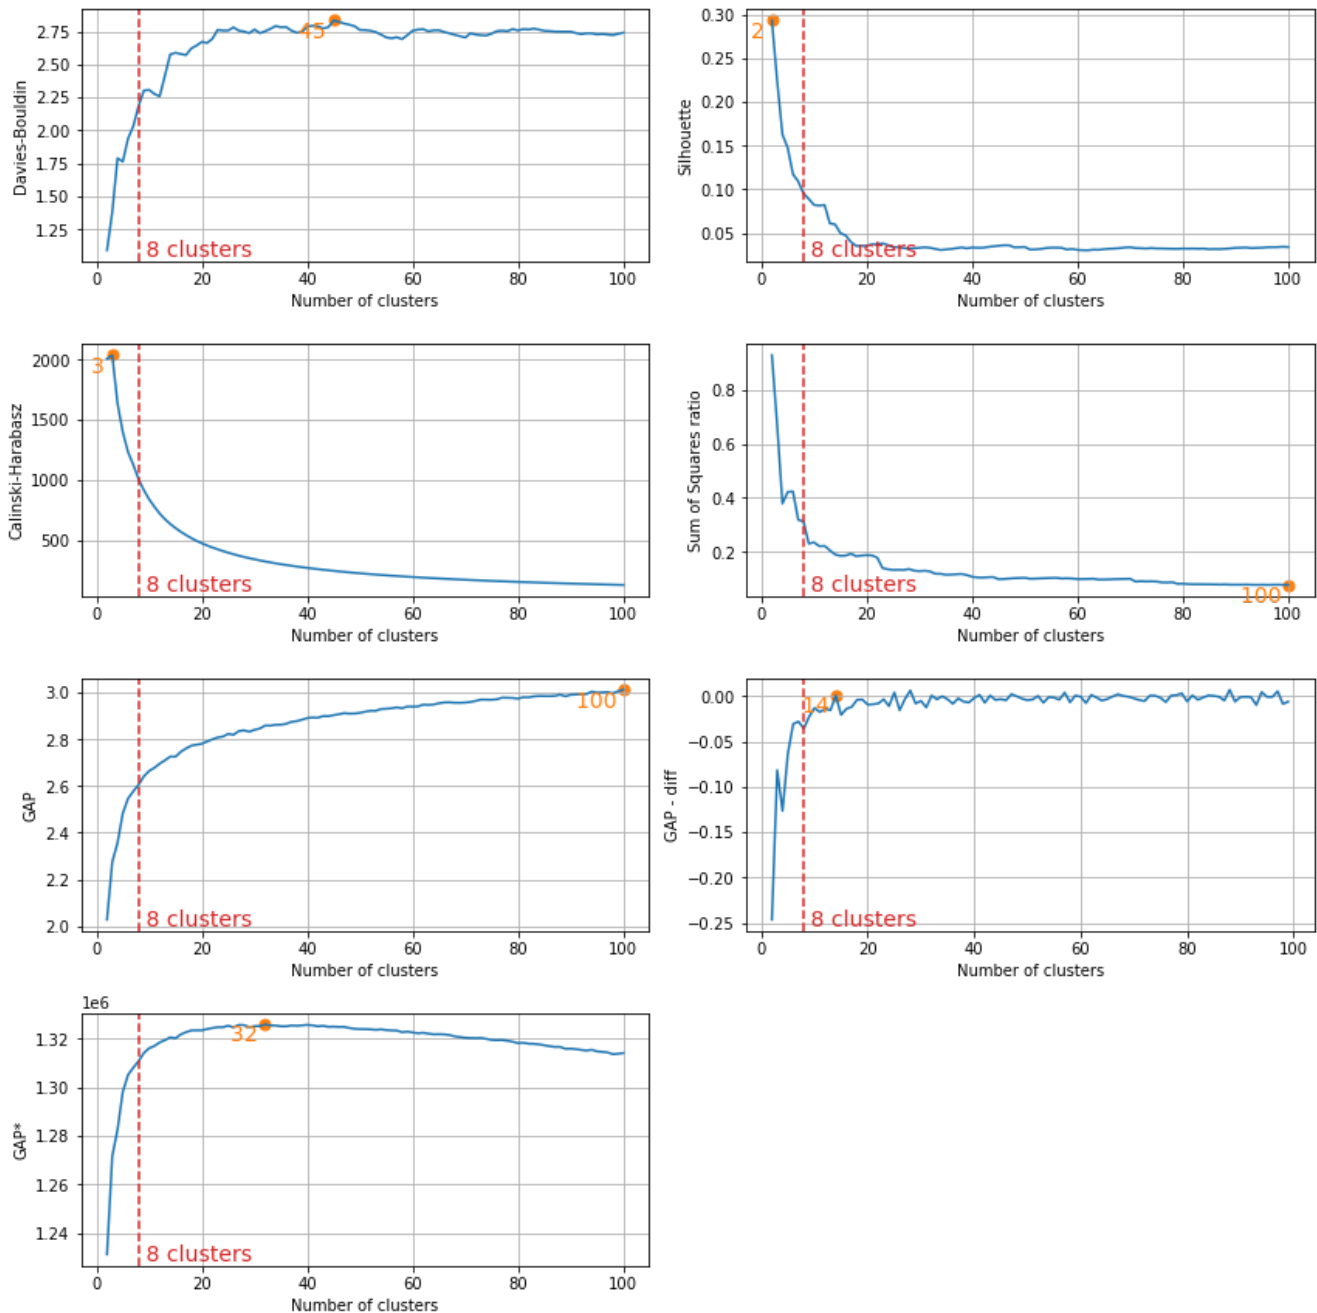 2.75
2.50
2.25
2.00
1.75
1.50
1.25
Davies-Bouldin
45
8 clusters
0 20 40 60 80 100
Number of clusters
0.30
0.25
0.20
0.15
0.10
0.05
Silhouette
2
8 clusters
0 20 40 60 80 100
Number of clusters
2000
1500
1000
500
Calinski-Harabasz
3
8 clusters
0 20 40 60 80 100
Number of clusters
0.8
0.6
0.4
0.2
Sum of Squares ratio
8 clusters
100
0 20 40 60 80 100
Number of clusters
3.0
2.8
2.6
2.4
2.2
2.0
GAP
100
8 clusters
0 20 40 60 80 100
Number of clusters
0.00
−0.05
−0.10
−0.15
−0.20
−0.25
GAP - diff
14
8 clusters
0 20 40 60 80 100
Number of clusters
1e6
1.32
1.30
1.28
1.26
1.24
GAP*
32
8 clusters
0 20 40 60 80 100
Number of clusters